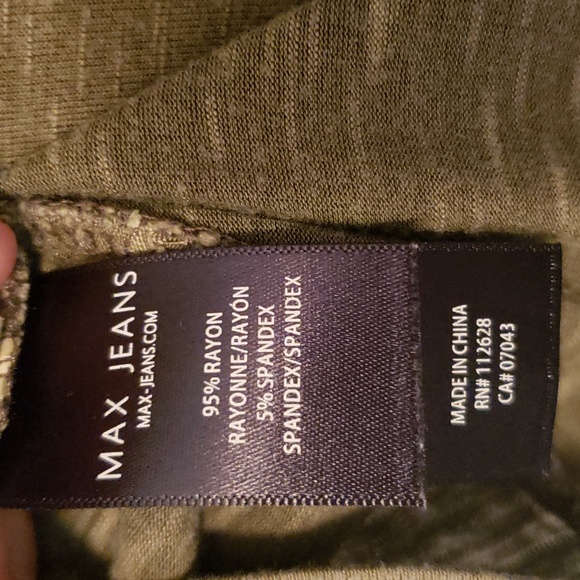 MAX JEANS
MAX-JEANS.COM
95% RAYON
RAYONNE/RAYÓN
5% SPANDEX
SPANDEX/SPANDEX
MADE IN CHINA
RN# 112628
CA# 07043